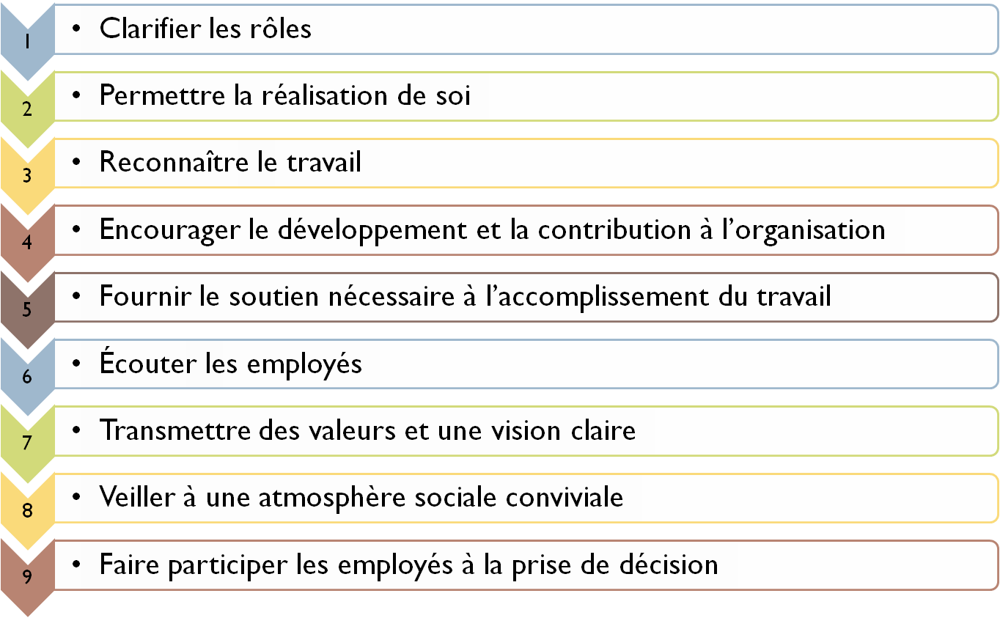 1 • Clarifier les rôles
2 • Permettre la réalisation de soi
3 • Reconnaître le travail
4 • Encourager le développement et la contribution à l’organisation
5 • Fournir le soutien nécessaire à l’accomplissement du travail
6 • Écouter les employés
7 • Transmettre des valeurs et une vision claire
8 • Veiller à une atmosphère sociale conviviale
9 • Faire participer les employés à la prise de décision